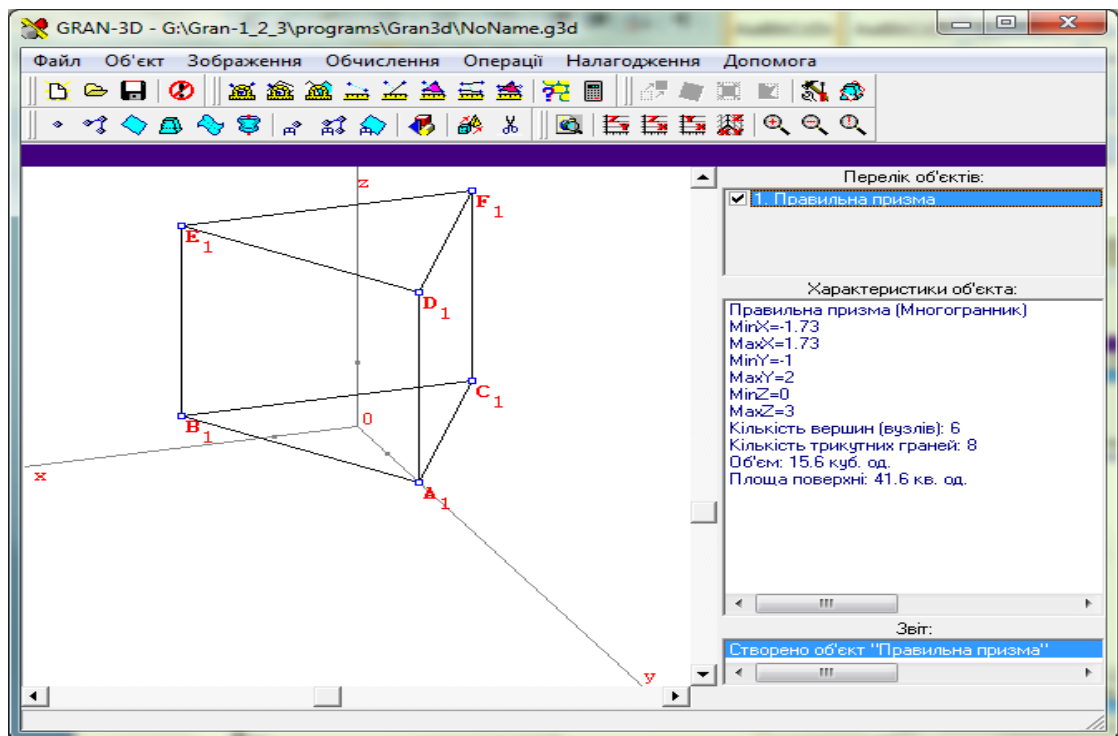 GRAN-3D - G:\Gran-1_2_3\programs\Gran3d\NoName.g3d
Файл Об'єкт Зображення Обчислення Операції Налагодження Допомога
Перелік об'єктів:
1. Правильна призма
Характеристики об'єкта:
Правильна призма (Многогранник)
MinX=-1.73
MaxX=1.73
MinY=-1
MaxY=2
MinZ=0
MaxZ=3
Кількість вершин (вузлів): 6
Кількість трикутних граней: 8
Об'єм: 15.6 куб. од.
Площа поверхні: 41.6 кв. од.
Звіт:
Створено об'єкт "Правильна призма"
z
F1
E1
D1
C1
0
B1
x
A1
y